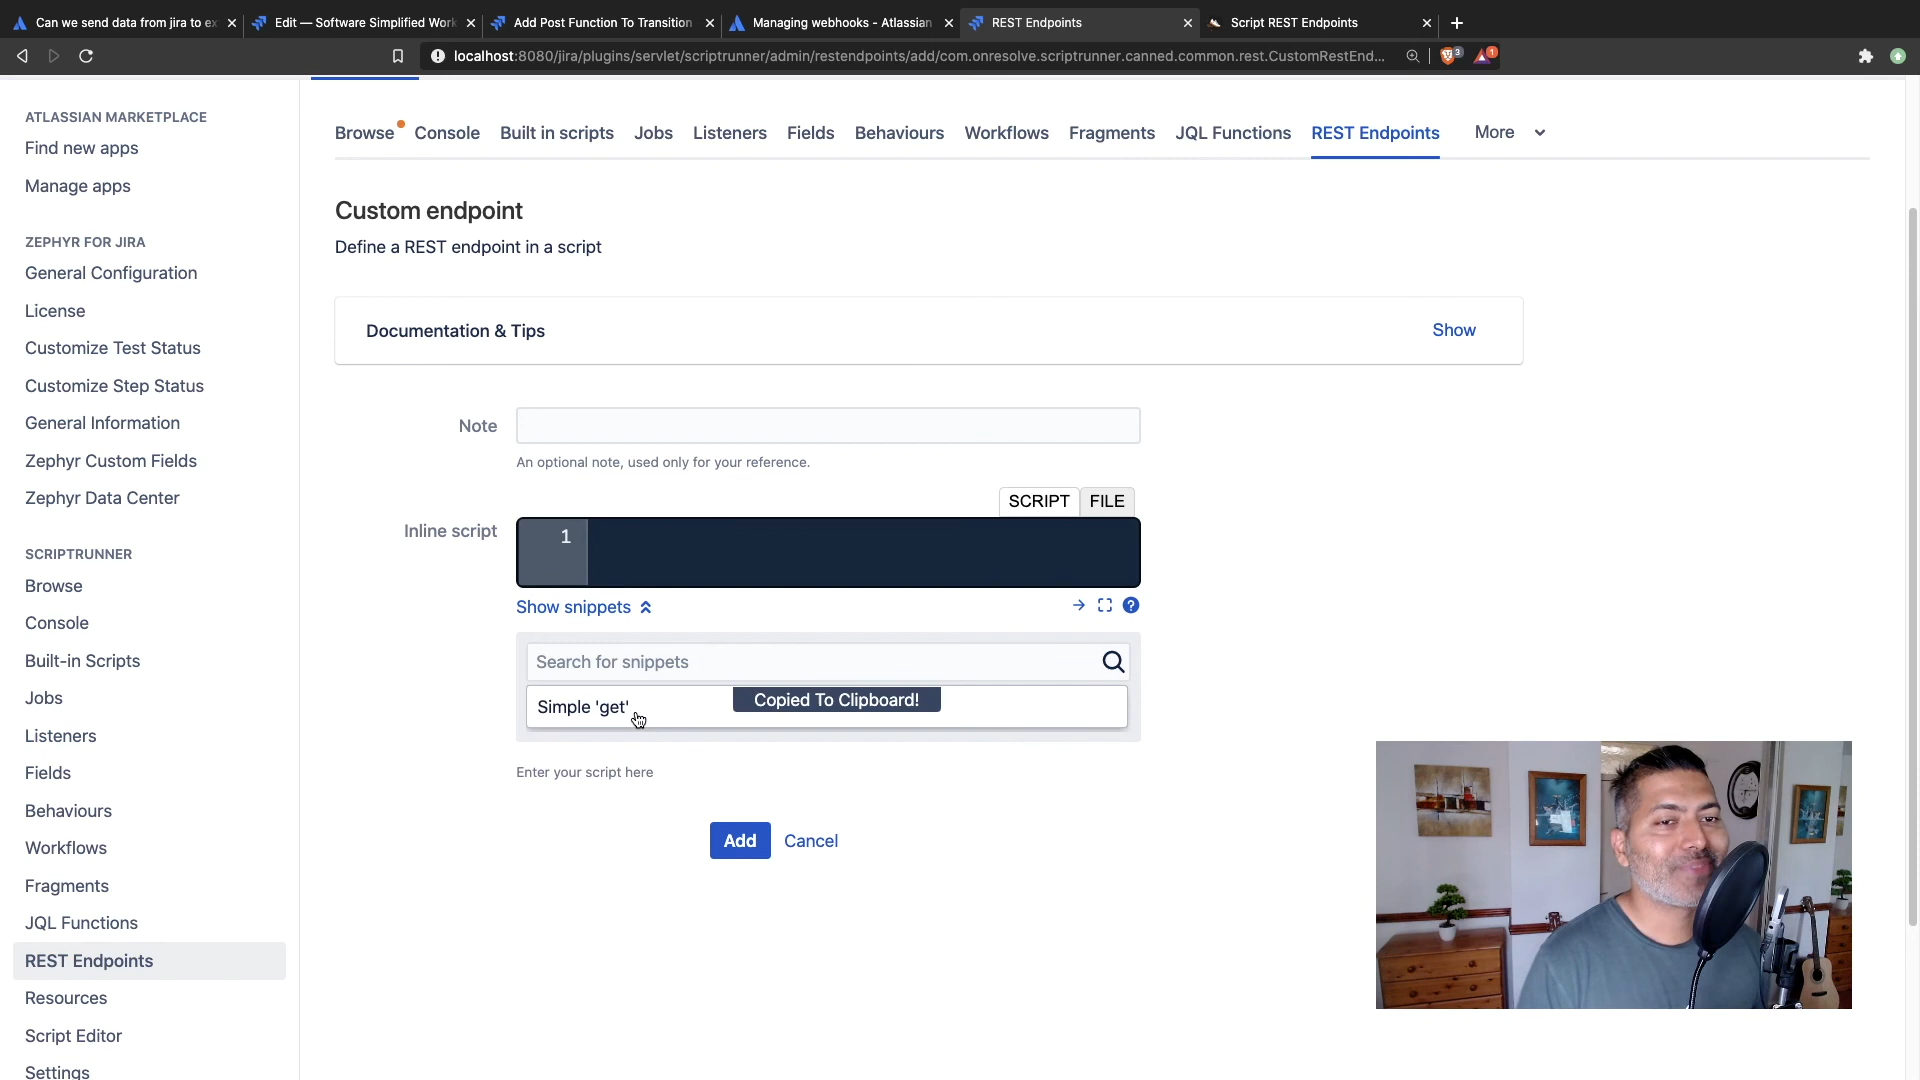 Can we send data from jira to ex
Edit — Software Simplified Work
Add Post Function To Transition
Managing webhooks - Atlassian
REST Endpoints
Script REST Endpoints
localhost:8080/jira/plugins/servlet/scriptrunner/admin/restendpoints/add/com.onresolve.scriptrunner.canned.common.rest.CustomRestEnd...
3
1
ATLASSIAN MARKETPLACE
Find new apps
Manage apps
ZEPHYR FOR JIRA
General Configuration
License
Customize Test Status
Customize Step Status
General Information
Zephyr Custom Fields
Zephyr Data Center
SCRIPTRUNNER
Browse
Console
Built-in Scripts
Jobs
Listeners
Fields
Behaviours
Workflows
Fragments
JQL Functions
REST Endpoints
Resources
Script Editor
Settings
Browse Console Built in scripts Jobs Listeners Fields Behaviours Workflows Fragments JQL Functions REST Endpoints More
Custom endpoint
Define a REST endpoint in a script
Documentation & Tips Show
Note
An optional note, used only for your reference.
SCRIPT FILE
Inline script 1
Show snippets ?
Search for snippets
Simple 'get' Copied To Clipboard!
Enter your script here
Add Cancel